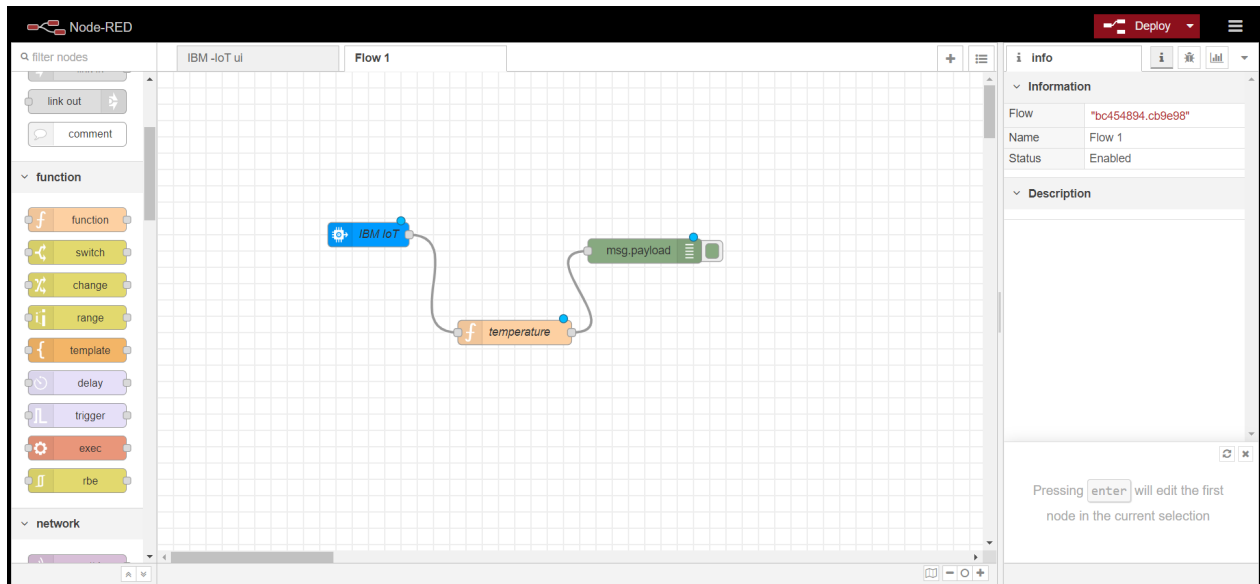 Node-RED
Deploy
filter nodes
link out
comment
function
function
switch
change
range
template
delay
trigger
exec
rbe
network
IBM -IoT ui
Flow 1
IBM IoT
temperature
msg.payload
i info
i
Information
Flow "bc454894.cb9e98"
Name Flow 1
Status Enabled
Description
Pressing enter will edit the first
node in the current selection